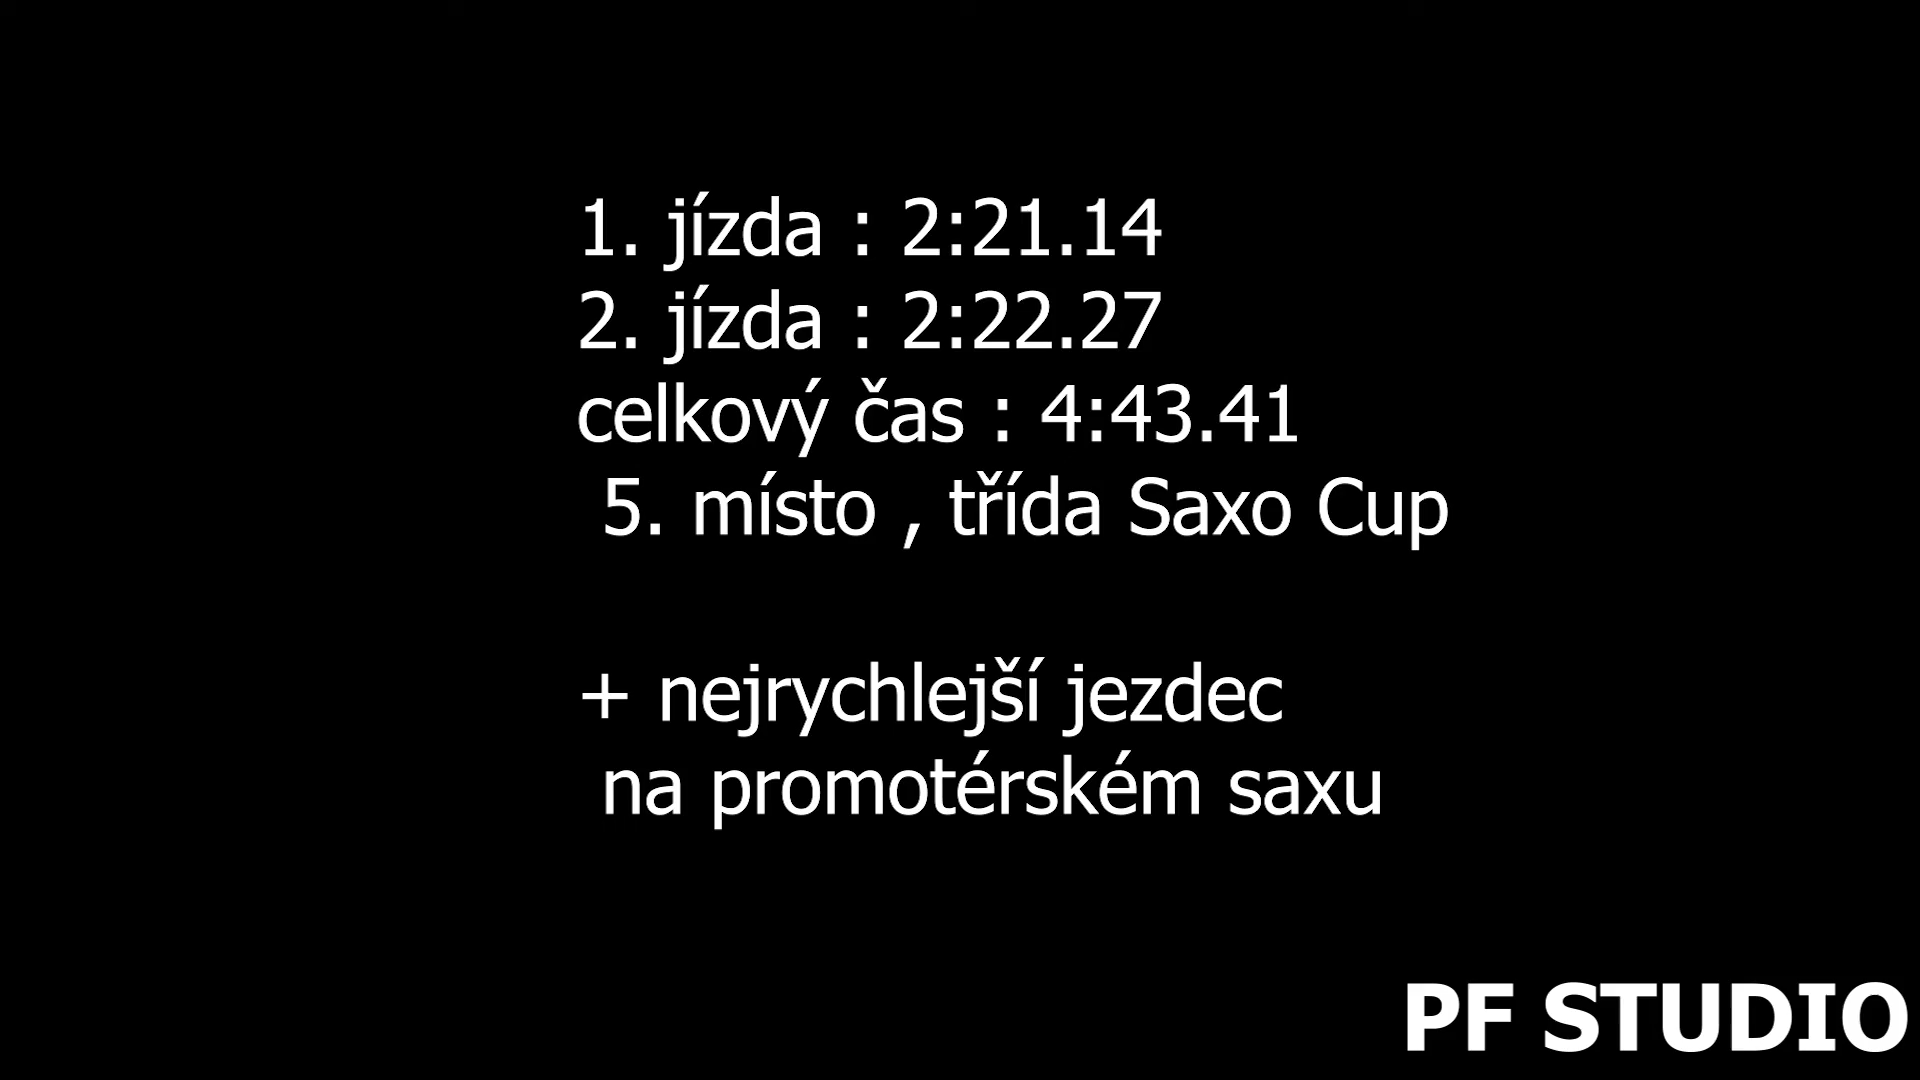 1. jízda : 2:21.14
2. jízda : 2:22.27
celkový čas : 4:43.41
5. místo , třída Saxo Cup
+ nejrychlejší jezdec
na promotérském saxu
PF STUDIO